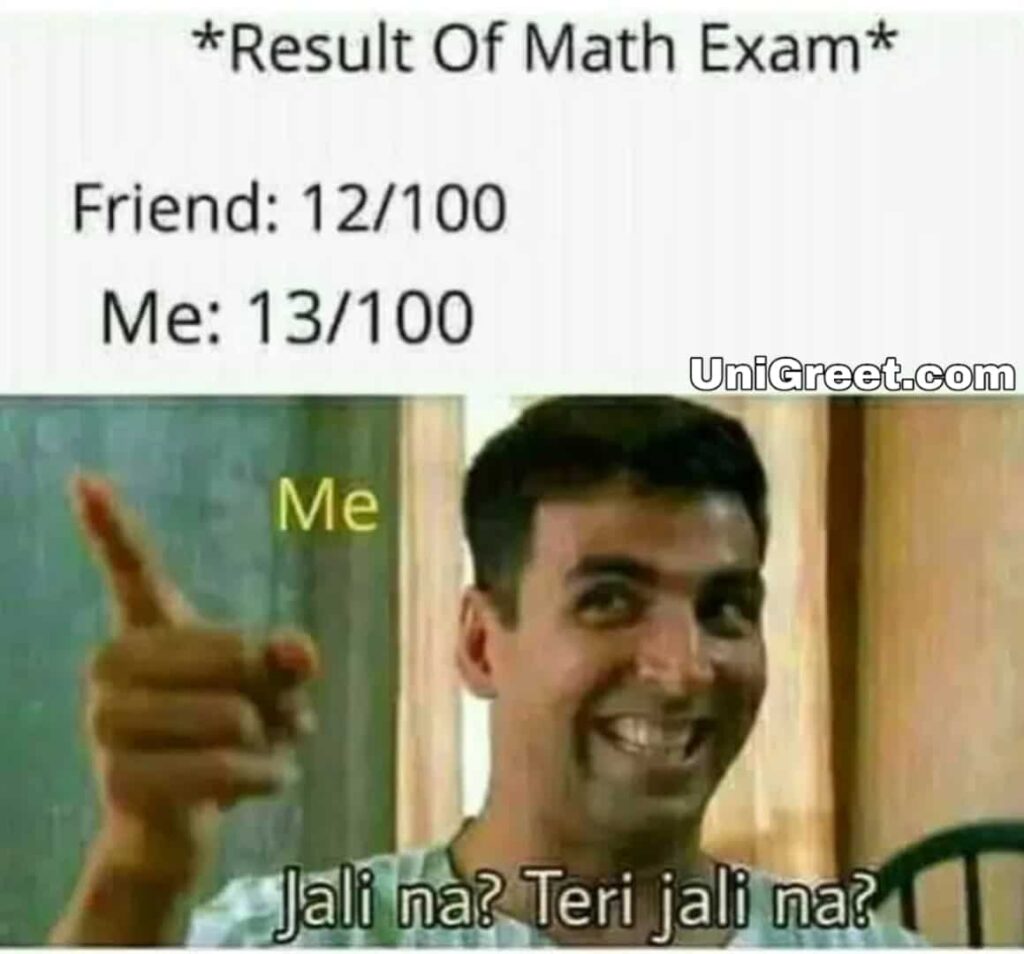 *Result Of Math Exam*
Friend: 12/100
Me: 13/100
UniGreet.com
Me
Jali na? Teri jali na?